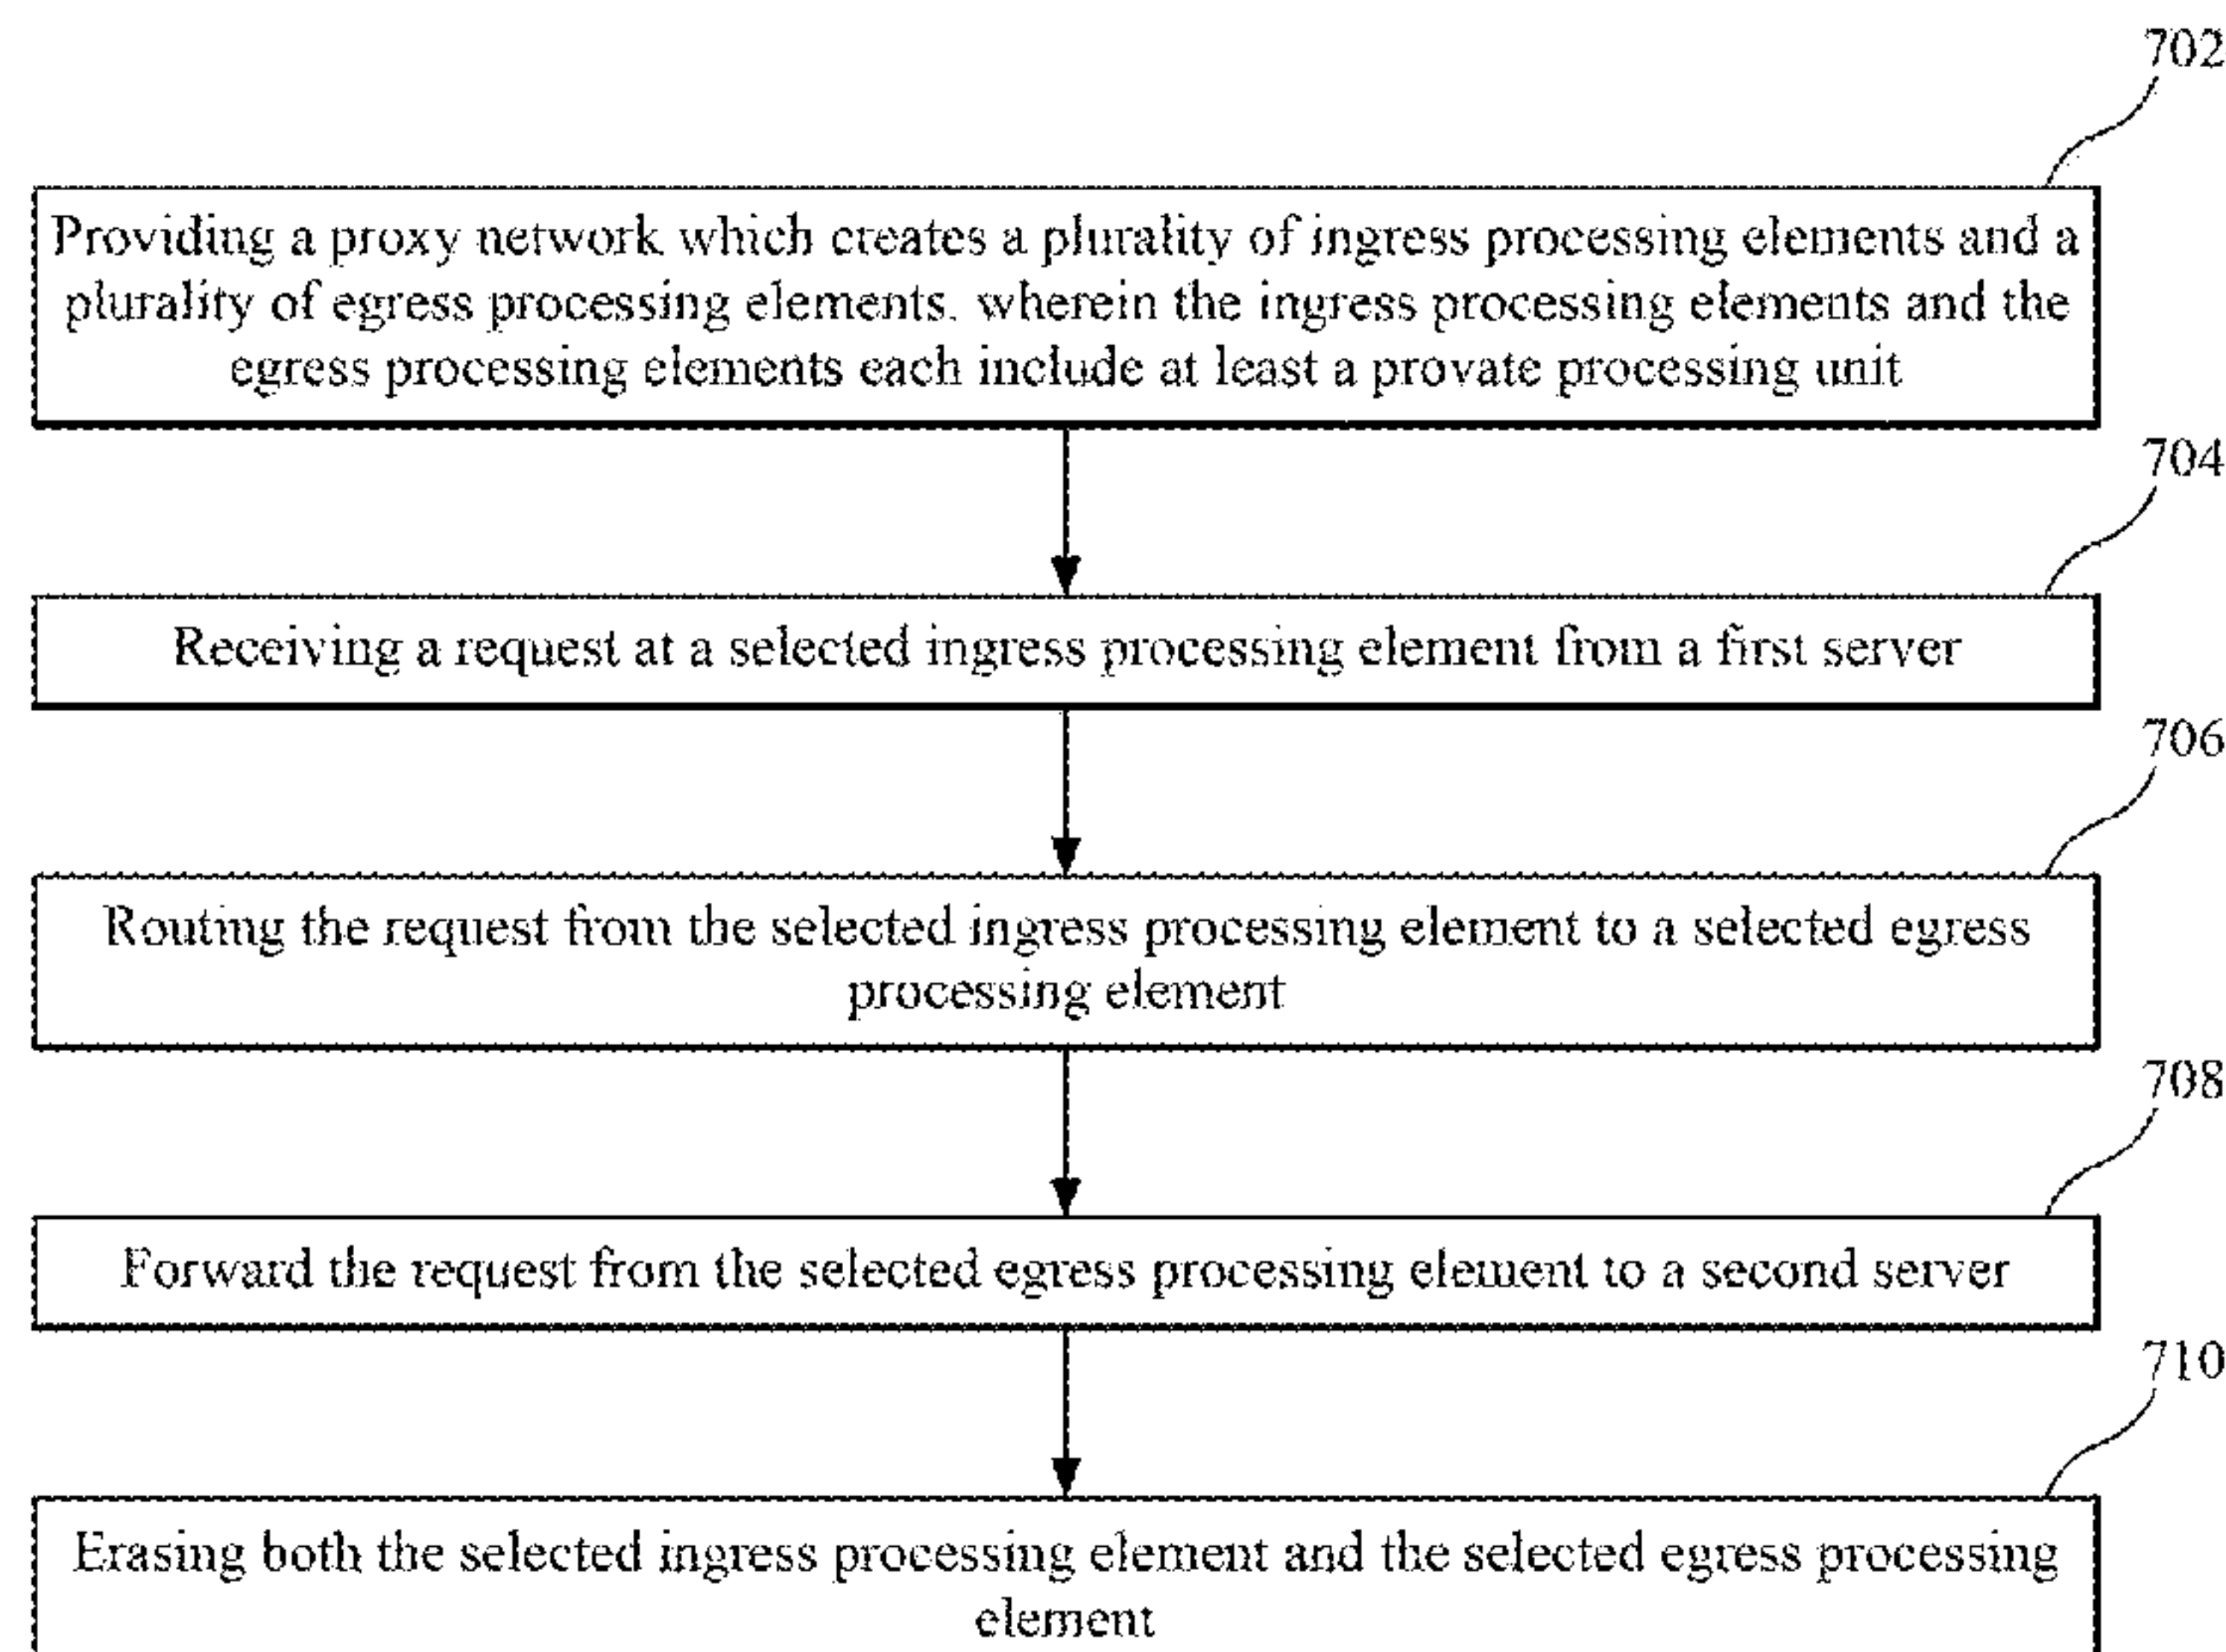 702
Providing a proxy network which creates a plurality of ingress processing elements and a
plurality of egress processing elements. wherein the ingress processing elements and the
egress processing elements each include at least a provate processing unit
704
Receiving a request at a selected ingress processing element from a first server
706
Routing the request from the selected ingress processing element to a selected egress
processing element
708
Forward the request from the selected egress processing element to a second server
710
Erasing both the selected ingress processing element and the selected egress processing
element